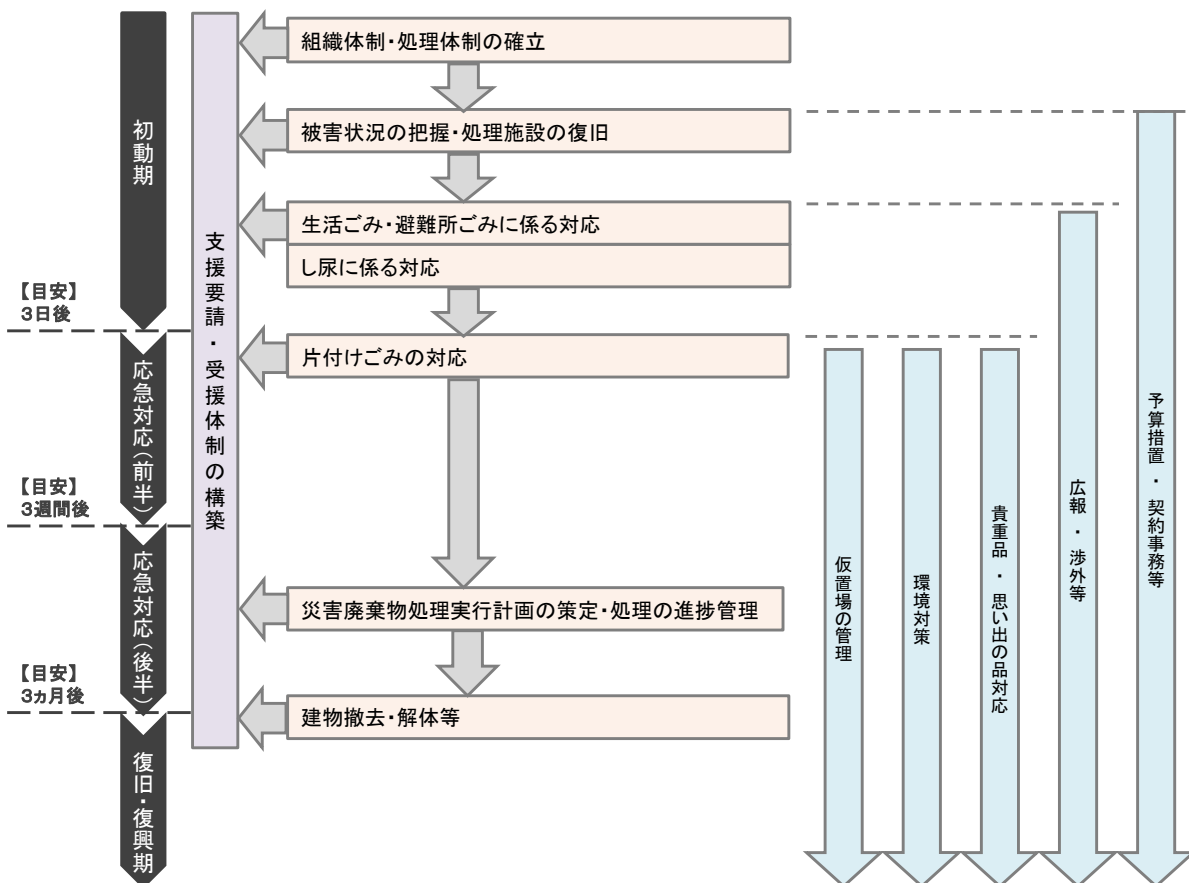 初動期
【目安】
3日後
応急対応(前半)
【目安】
3週間後
応急対応(後半)
【目安】
3ヵ月後
復旧・復興期
支援要請・受援体制の構築
組織体制・処理体制の確立
被害状況の把握・処理施設の復旧
生活ごみ・避難所ごみに係る対応
し尿に係る対応
片付けごみの対応
災害廃棄物処理実行計画の策定・処理の進捗管理
建物撤去・解体等
仮置場の管理
環境対策
貴重品・思い出の品対応
広報・渉外等
予算措置・契約事務等